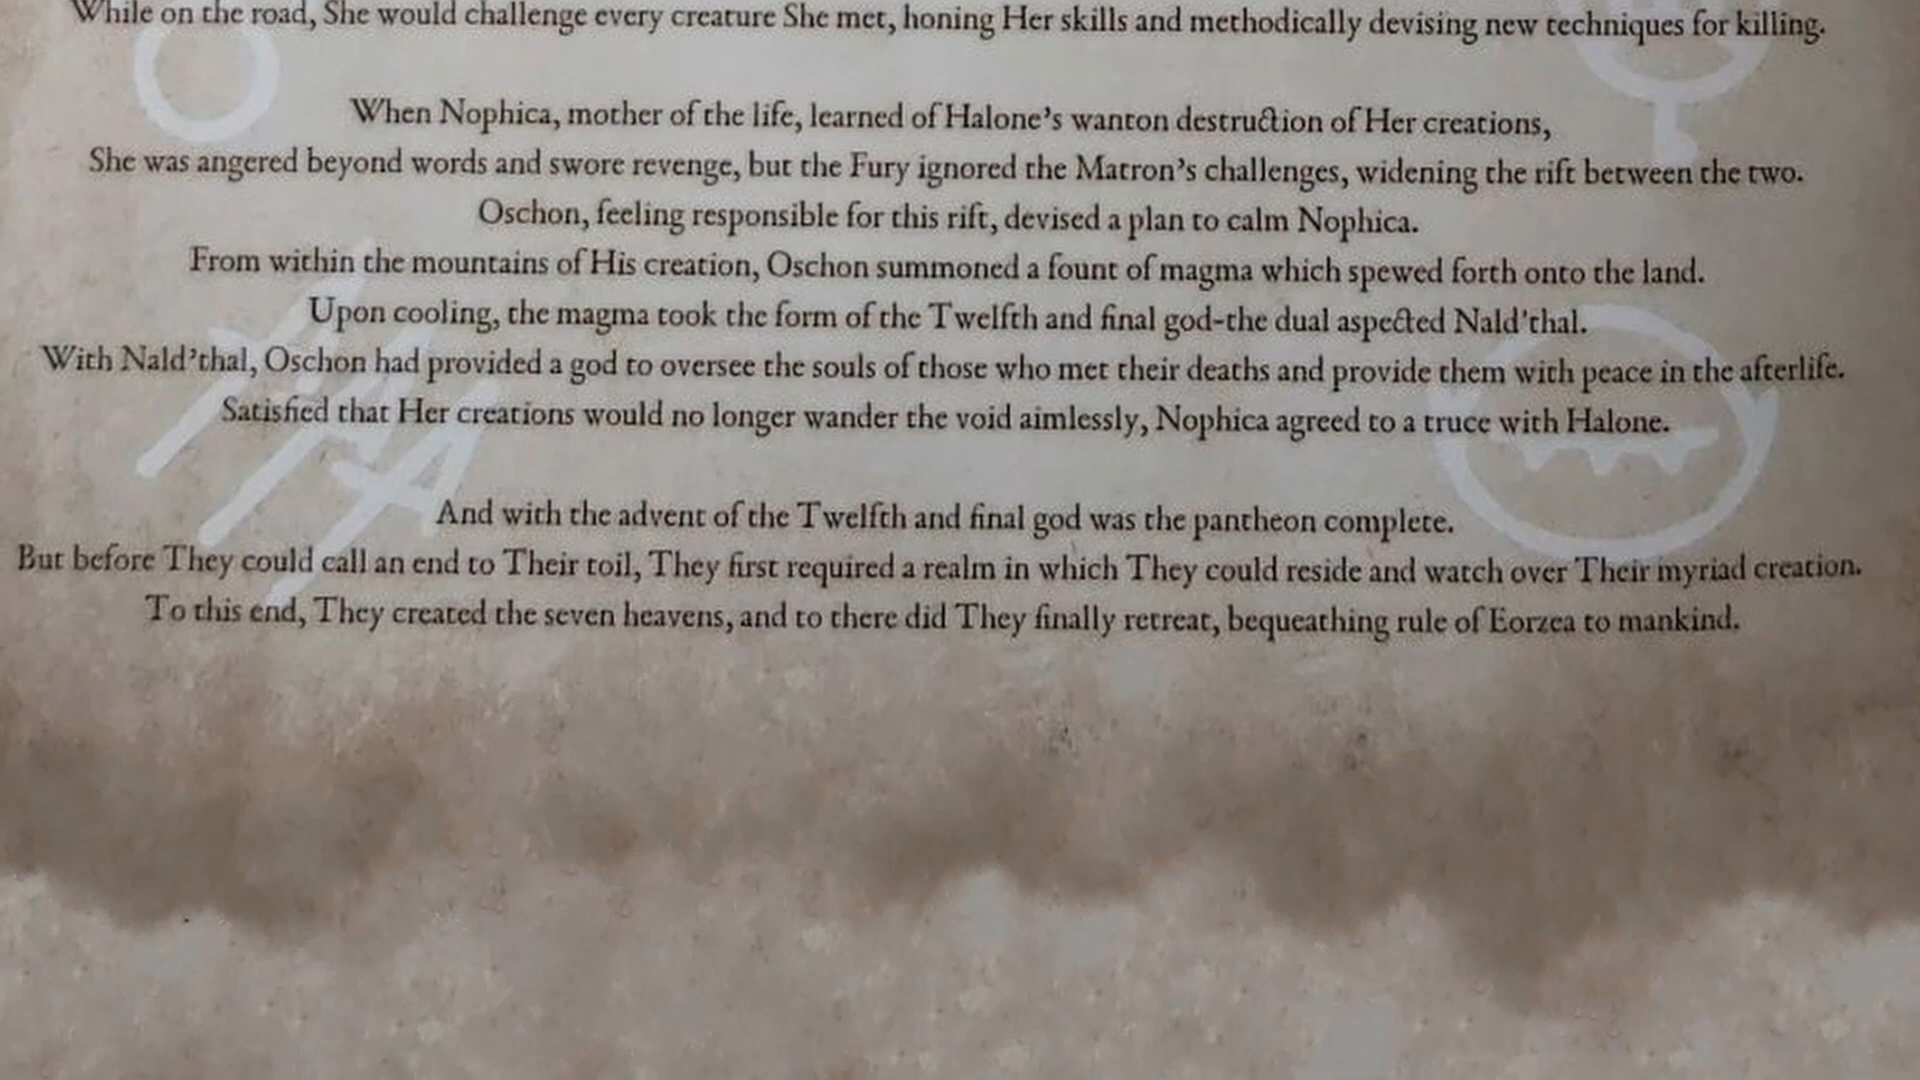 While on the road, She would challenge every creature She met, honing Her skills and methodically devising new techniques for killing.
When Nophica, mother of the life, learned of Halone's wanton destruction of Her creations,
She was angered beyond words and swore revenge, but the Fury ignored the Matron's challenges, widening the rift between the two.
Oschon, feeling responsible for this rift, devised a plan to calm Nophica.
From within the mountains of His creation, Oschon summoned a fount of magma which spewed forth onto the land.
Upon cooling, the magma took the form of the Twelfth and final god-the dual aspected Nald'thal.
With Nald'thal, Oschon had provided a god to oversee the souls of those who met their deaths and provide them with peace in the afterlife.
Satisfied that Her creations would no longer wander the void aimlessly, Nophica agreed to a truce with Halone.
And with the advent of the Twelfth and final god was the pantheon complete.
But before They could call an end to Their toil, They first required a realm in which They could reside and watch over Their myriad creation.
To this end, They created the seven heavens, and to there did They finally retreat, bequeathing rule of Eorzea to mankind.